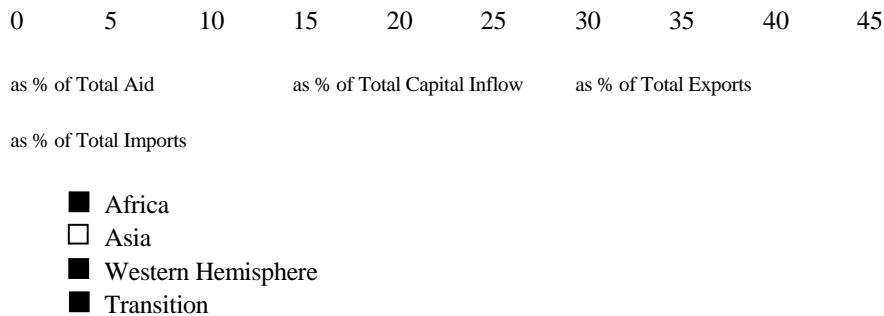 0 5 10 15 20 25 30 35 40 45
as % of Total Aid as % of Total Capital Inflow as % of Total Exports
as % of Total Imports
Africa
Asia
Western Hemisphere
Transition